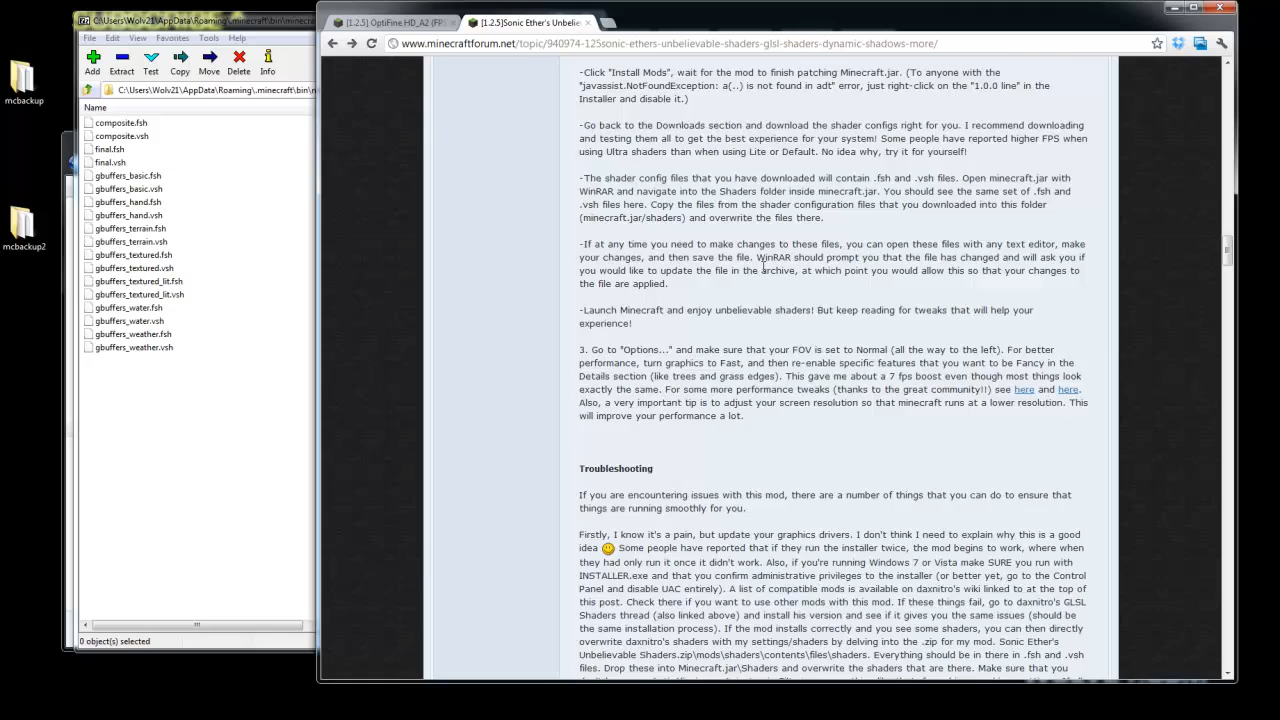 mcbackup
mcbackup2
C:\Users\Wolv21\AppData\Roaming\.minecraft\bin\minecra
File Edit View Favorites Tools Help
Add Extract Test Copy Move Delete Info
C:\Users\Wolv21\AppData\Roaming\.minecraft\bin\m
Name
composite.fsh
composite.vsh
final.fsh
final.vsh
gbuffers_basic.fsh
gbuffers_basic.vsh
gbuffers_hand.fsh
gbuffers_hand.vsh
gbuffers_terrain.fsh
gbuffers_terrain.vsh
gbuffers_textured.fsh
gbuffers_textured.vsh
gbuffers_textured_lit.fsh
gbuffers_textured_lit.vsh
gbuffers_water.fsh
gbuffers_water.vsh
gbuffers_weather.fsh
gbuffers_weather.vsh
0 object(s) selected
[1.2.5] OptiFine HD_A2 (FPS
[1.2.5]Sonic Ether's Unbelie
www.minecraftforum.net/topic/940974-125sonic-ethers-unbelievable-shaders-glsl-shaders-dynamic-shadows-more/
-Click "Install Mods", wait for the mod to finish patching Minecraft.jar. (To anyone with the
"javassist.NotFoundException: a(..) is not found in adt" error, just right-click on the "1.0.0 line" in the
Installer and disable it.)
-Go back to the Downloads section and download the shader configs right for you. I recommend downloading
and testing them all to get the best experience for your system! Some people have reported higher FPS when
using Ultra shaders than when using Lite or Default. No idea why, try it for yourself!
-The shader config files that you have downloaded will contain .fsh and .vsh files. Open minecraft.jar with
WinRAR and navigate into the Shaders folder inside minecraft.jar. You should see the same set of .fsh and
.vsh files here. Copy the files from the shader configuration files that you downloaded into this folder
(minecraft.jar/shaders) and overwrite the files there.
-If at any time you need to make changes to these files, you can open these files with any text editor, make
your changes, and then save the file. WinRAR should prompt you that the file has changed and will ask if
you would like to update the file in the archive, at which point you would allow this so that your changes to
the file are applied.
-Launch Minecraft and enjoy unbelievable shaders! But keep reading for tweaks that will help your
experience!
3. Go to "Options..." and make sure that your FOV is set to Normal (all the way to the left). For better
performance, turn graphics to Fast, and then re-enable specific features that you want to be Fancy in the
Details section (like trees and grass edges). This gave me about a 7 fps boost even though most things look
exactly the same. For some more performance tweaks (thanks to the great community!!) see here and here.
Also, a very important tip is to adjust your screen resolution so that minecraft runs at a lower resolution. This
will improve your performance a lot.
Troubleshooting
If you are encountering issues with this mod, there are a number of things that you can do to ensure that
things are running smoothly for you.
Firstly, I know it's a pain, but update your graphics drivers. I don't think I need to explain why this is a good
idea Some people have reported that if they run the installer twice, the mod begins to work, where when
they had only run it once it didn't work. Also, if you're running Windows 7 or Vista make SURE you run with
INSTALLER.exe and that you confirm administrative privileges to the installer (or better yet, go to the Control
Panel and disable UAC entirely). A list of compatible mods is available on daxnitro's wiki linked to at the top of
this post. Check there if you want to use other mods with this mod. If these things fail, go to daxnitro's GLSL
Shaders thread (also linked above) and install his version and see if it gives you the same issues (should be
the same installation process). If the mod installs correctly and you see some shaders, you can then directly
overwrite daxnitro's shaders with my settings/shaders by delving into the .zip for my mod. Sonic Ether's
Unbelievable Shaders.zip\mods\shaders\contents\files\shaders. Everything should be in there in .fsh and .vsh
files. Drop these into Minecraft.jar\Shaders and overwrite the shaders that are there. Make sure that you